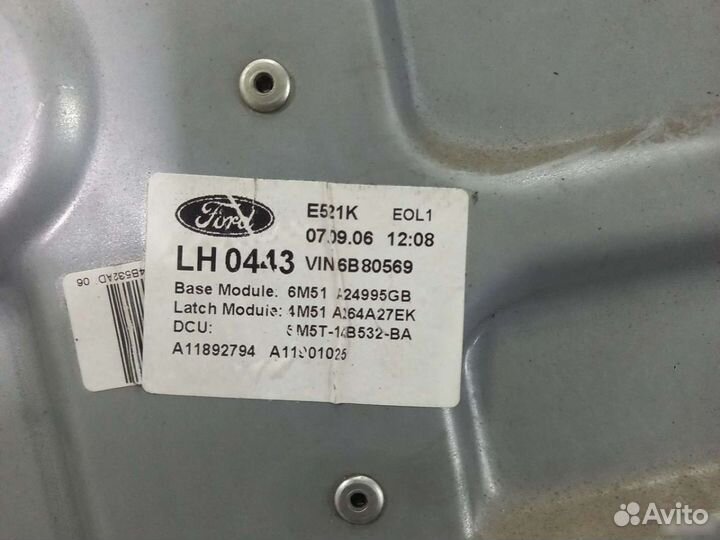 Ford
E521K EOL1
07.09.06 12:08
LH 0443 VIN 6B80569
Base Module: 6M51 A24995GB
Latch Module: 4M51 A264A27EK
DCU: M5T-14B532-BA
A11892794 A11901025
4B532AD 06
Avito